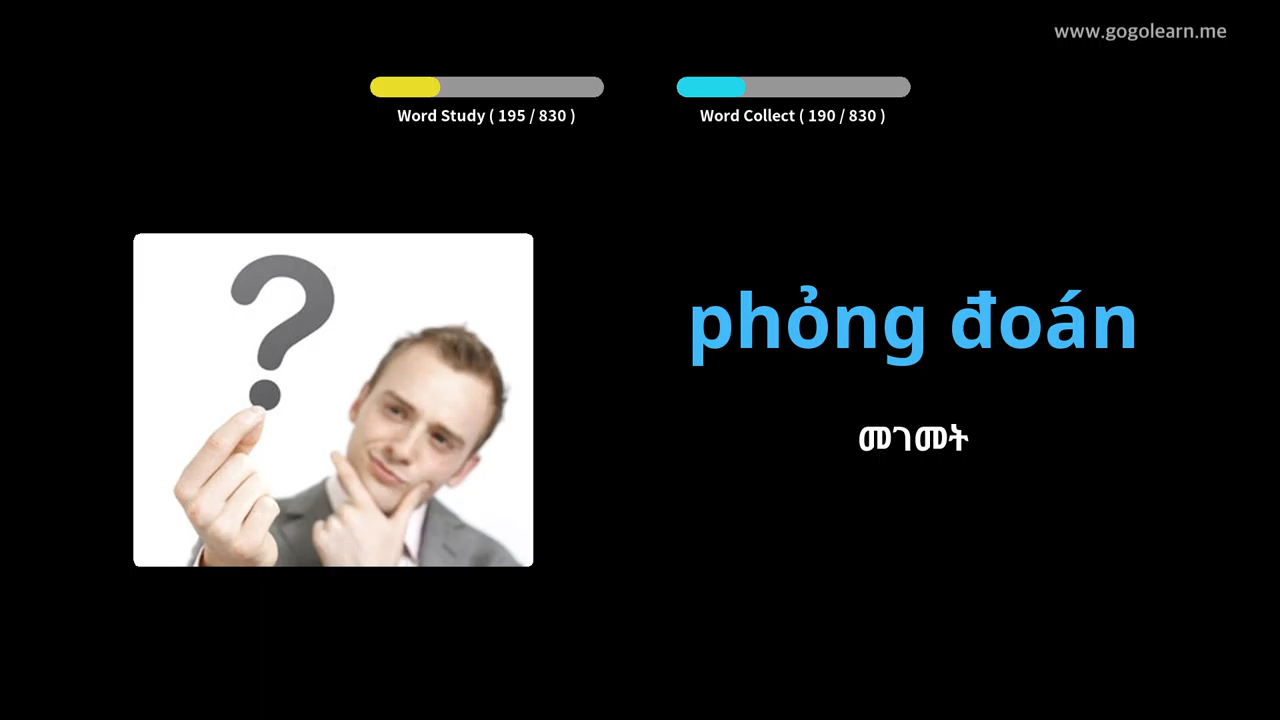 www.gogolearn.me
Word Study ( 195 / 830 )
Word Collect ( 190 / 830 )
phỏng đoán
መገመት